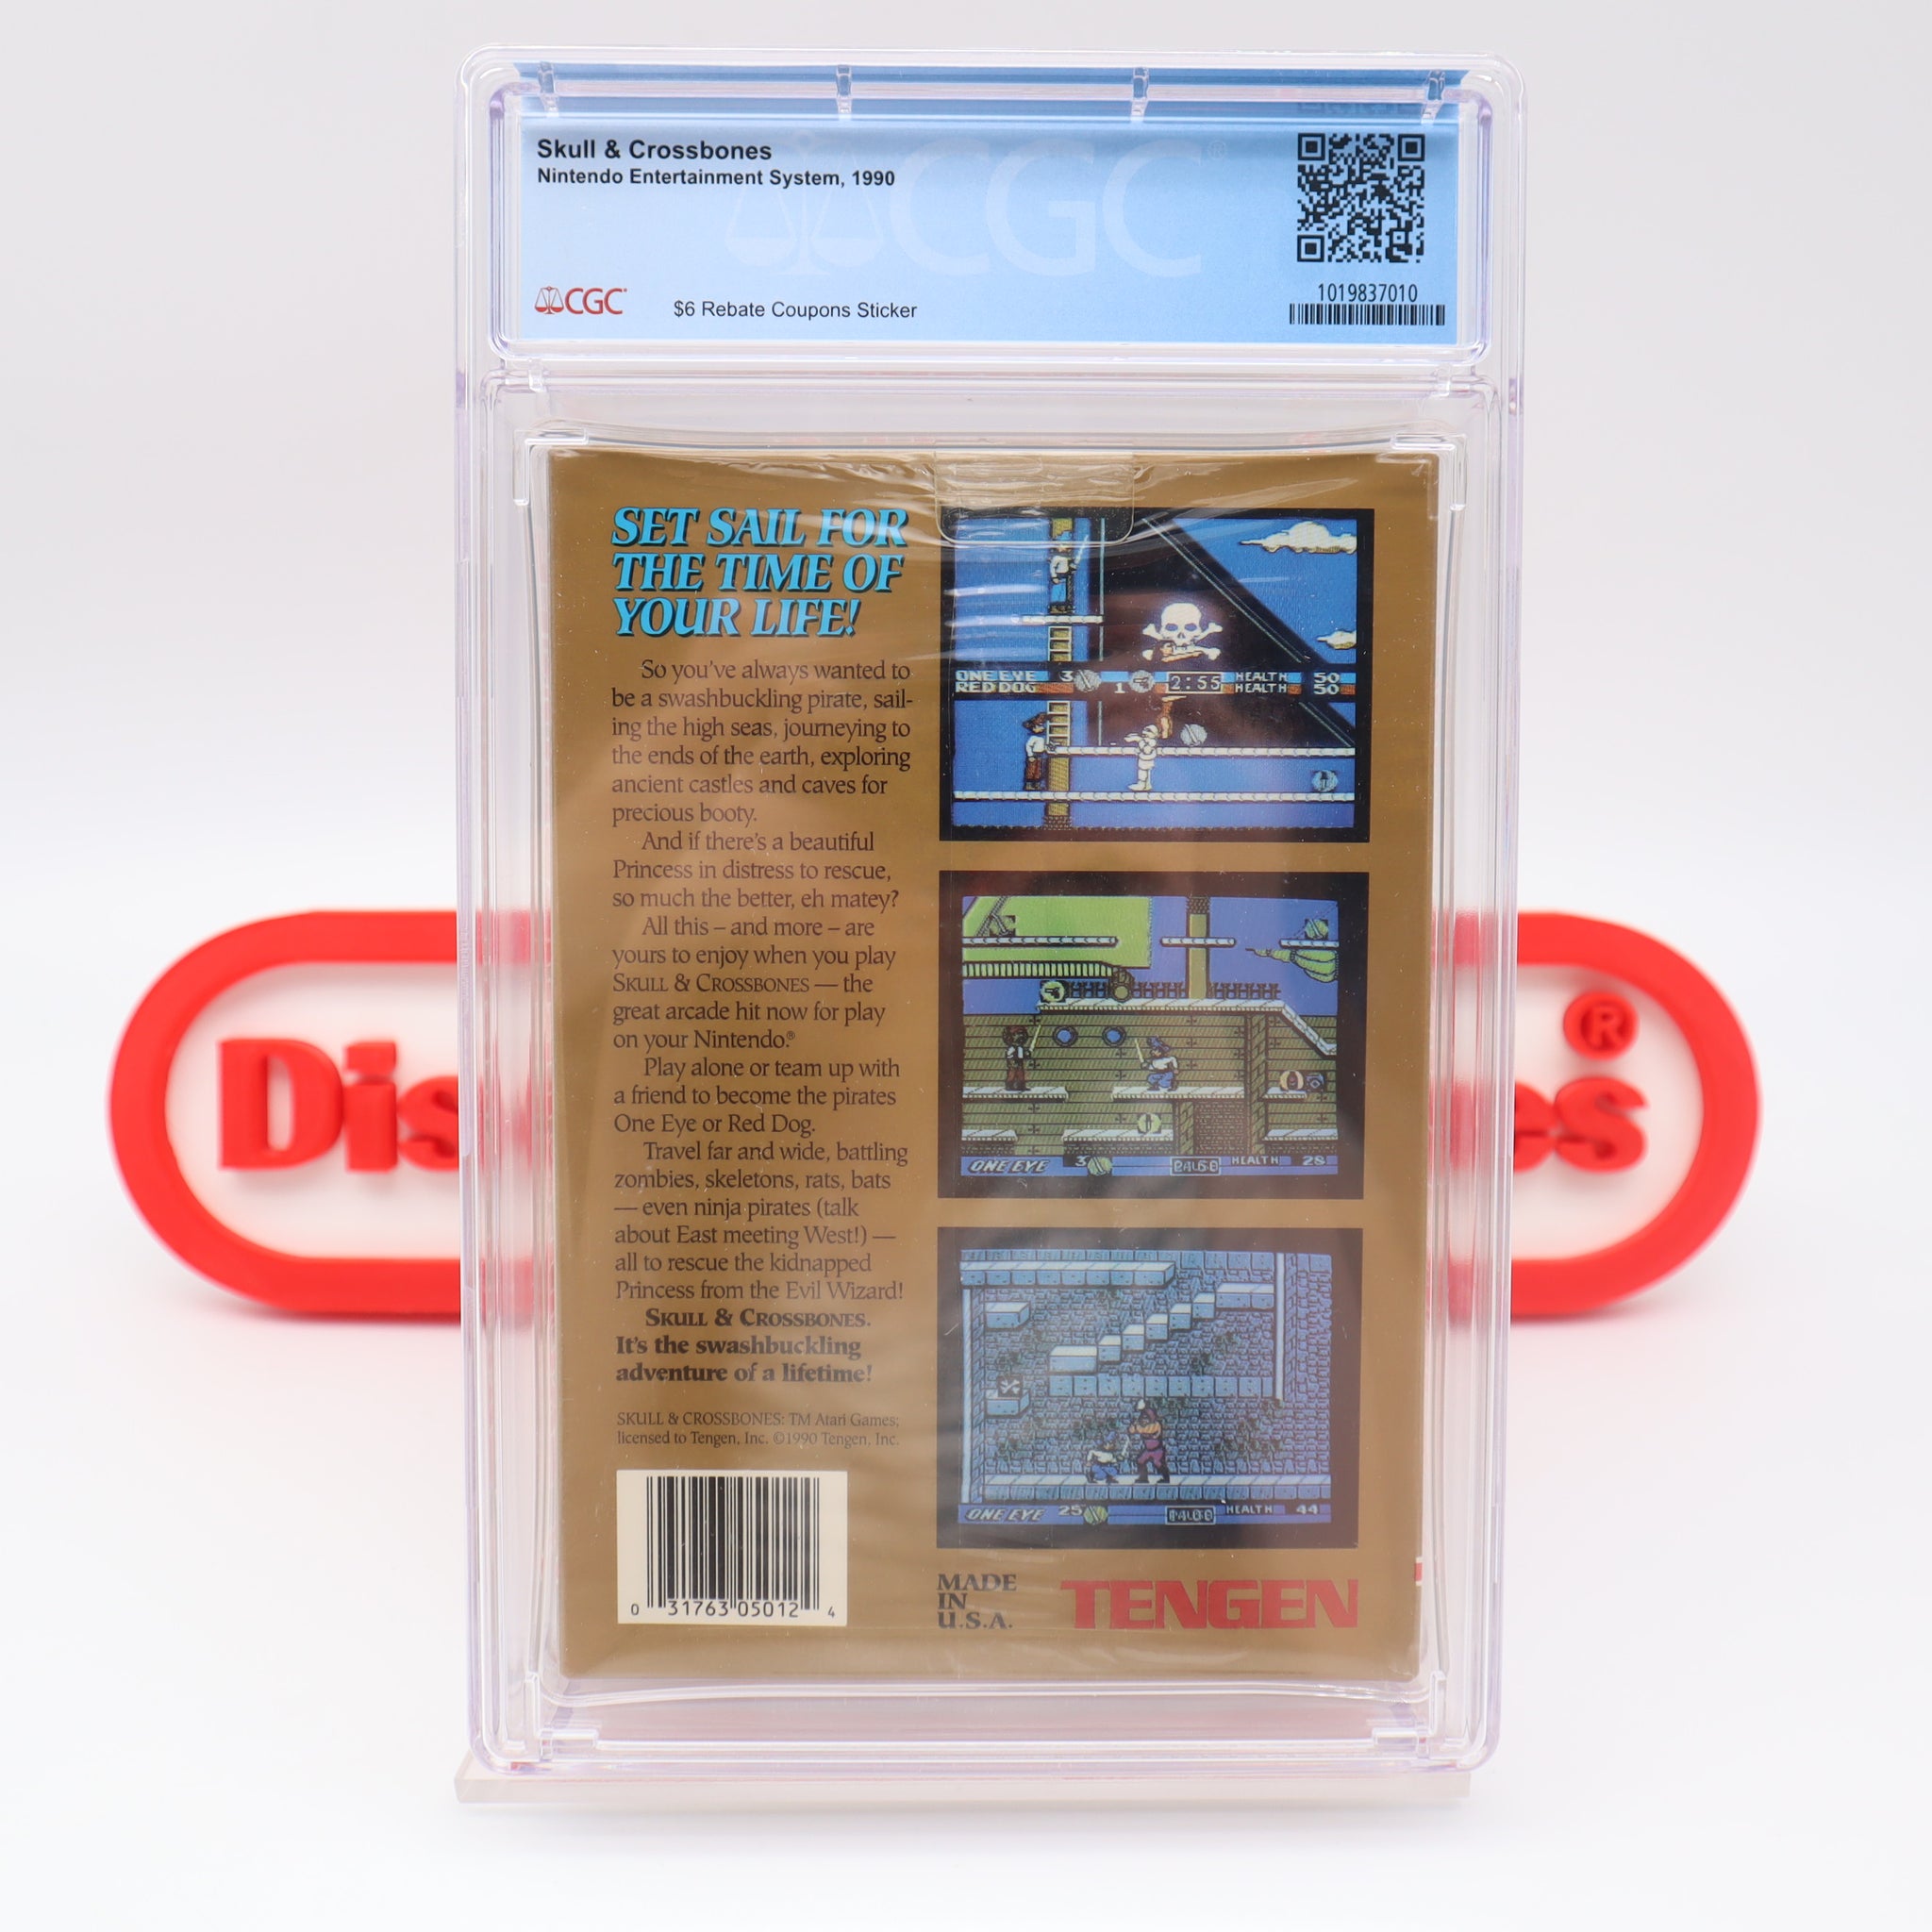 Skull & Crossbones
Nintendo Entertainment System, 1990
CGC®
CGC
$6 Rebate Coupons Sticker
1019837010
SET SAIL FOR
THE TIME OF
YOUR LIFE!
So you've always wanted to
be a swashbuckling pirate, sail-
ing the high seas, journeying to
the ends of the earth, exploring
ancient castles and caves for
precious booty.
And if there's a beautiful
Princess in distress to rescue,
so much the better, eh matey?
All this – and more – are
yours to enjoy when you play
SKULL & CROSSBONES — the
great arcade hit now for play
on your Nintendo.®
Play alone or team up with
a friend to become the pirates
One Eye or Red Dog.
Travel far and wide, battling
zombies, skeletons, rats, bats
— even ninja pirates (talk
about East meeting West!) —
all to rescue the kidnapped
Princess from the Evil Wizard!
SKULL & CROSSBONES.
It's the swashbuckling
adventure of a lifetime!
SKULL & CROSSBONES: TM Atari Games;
licensed to Tengen, Inc. ©1990 Tengen, Inc.
0 31763 05012 4
ONE EYE 3 2:55 HEALTH 50
RED DOG 1 HEALTH 50
ONE EYE 3 HEALTH 28
ONE EYE 25 HEALTH 44
MADE
IN
U.S.A.
TENGEN
Dis
es®